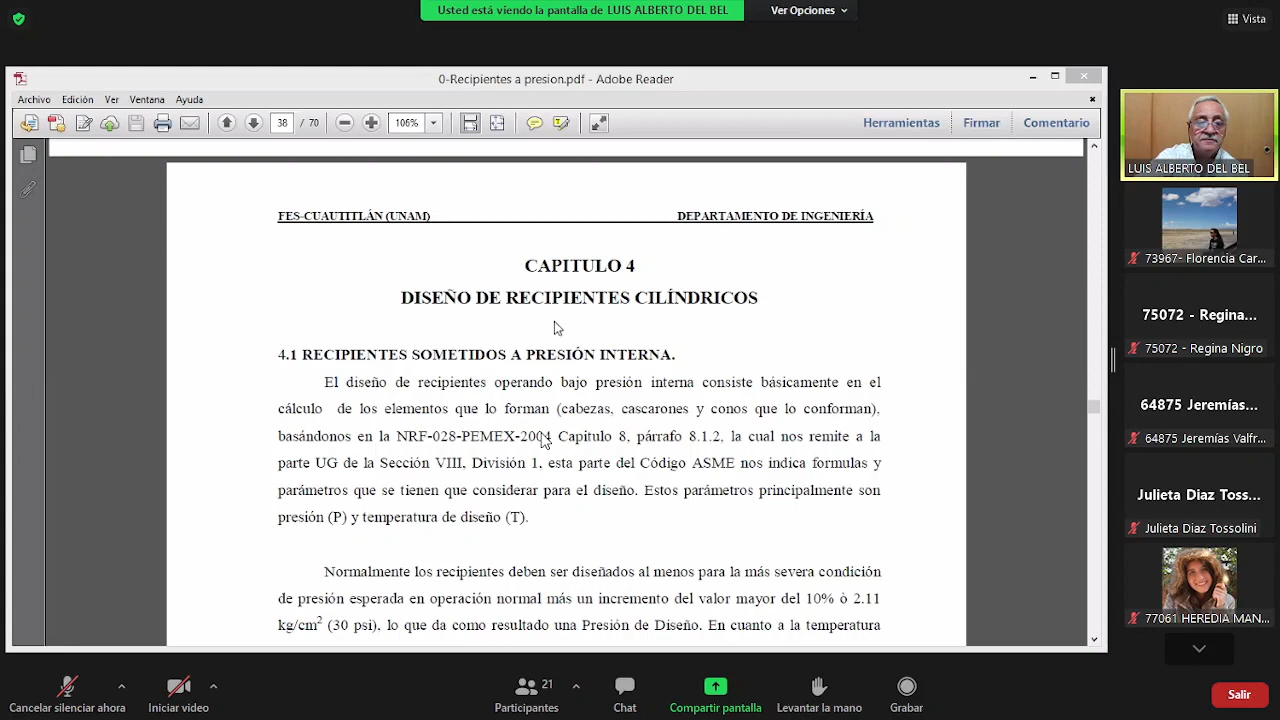 Usted está viendo la pantalla de LUIS ALBERTO DEL BEL
Ver Opciones
Vista
0-Recipientes a presion.pdf - Adobe Reader
Archivo Edición Ver Ventana Ayuda
38 / 70
106%
Herramientas Firmar Comentario
FES-CUAUTITLÁN (UNAM) DEPARTAMENTO DE INGENIERÍA
CAPITULO 4
DISEÑO DE RECIPIENTES CILÍNDRICOS
4.1 RECIPIENTES SOMETIDOS A PRESIÓN INTERNA.
El diseño de recipientes operando bajo presión interna consiste básicamente en el
cálculo de los elementos que lo forman (cabezas, cascarones y conos que lo conforman),
basándonos en la NRF-028-PEMEX-2004 Capitulo 8, párrafo 8.1.2, la cual nos remite a la
parte UG de la Sección VIII, División 1, esta parte del Código ASME nos indica formulas y
parámetros que se tienen que considerar para el diseño. Estos parámetros principalmente son
presión (P) y temperatura de diseño (T).
Normalmente los recipientes deben ser diseñados al menos para la más severa condición
de presión esperada en operación normal más un incremento del valor mayor del 10% ò 2.11
kg/cm2 (30 psi), lo que da como resultado una Presión de Diseño. En cuanto a la temperatura
LUIS ALBERTO DEL BEL
73967- Florencia Car...
75072 - Regina...
75072 - Regina Nigro
64875 Jeremías...
64875 Jeremías Valfr...
Julieta Diaz Toss...
Julieta Diaz Tossolini
77061 HEREDIA MAN...
Cancelar silenciar ahora
Iniciar video
21
Participantes
Chat
Compartir pantalla
Levantar la mano
Grabar
Salir